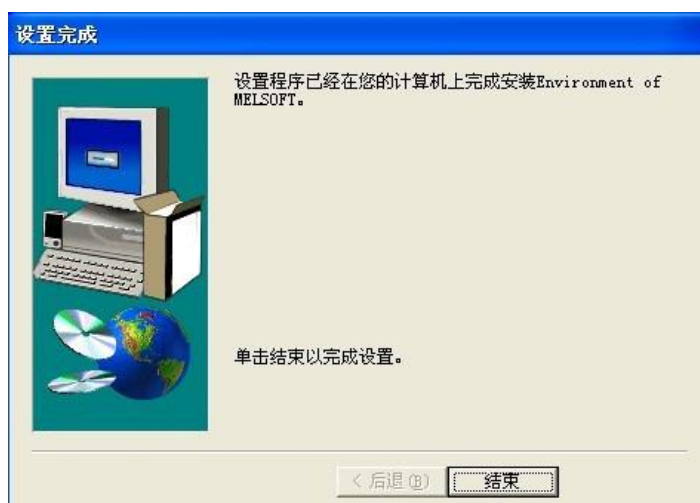 设置完成
设置程序已经在您的计算机上完成安装Environment of
MELSOFT。
单击结束以完成设置。
< 后退(B)
结束